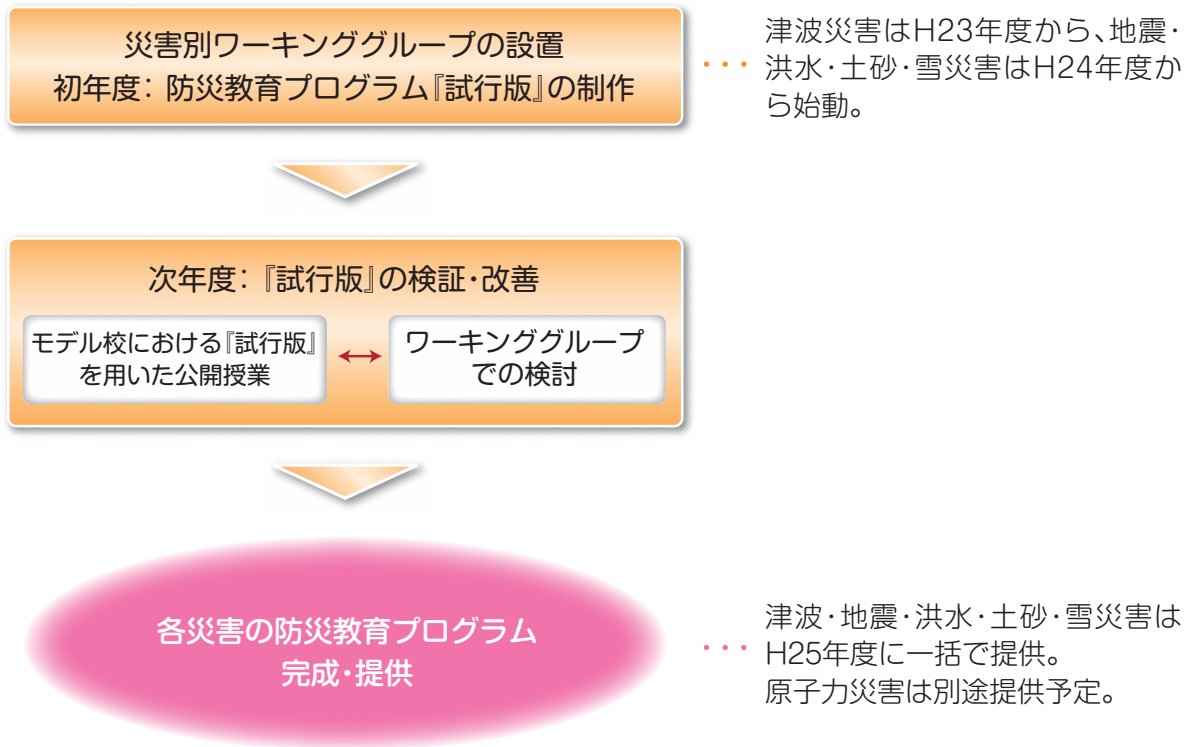 災害別ワーキンググループの設置
初年度：防災教育プログラム『試行版』の制作
・・・
津波災害はH23年度から、地震・
洪水・土砂・雪災害はH24年度か
ら始動。
次年度：『試行版』の検証・改善
モデル校における『試行版』
を用いた公開授業
ワーキンググループ
での検討
各災害の防災教育プログラム
完成・提供
・・・
津波・地震・洪水・土砂・雪災害は
H25年度に一括で提供。
原子力災害は別途提供予定。